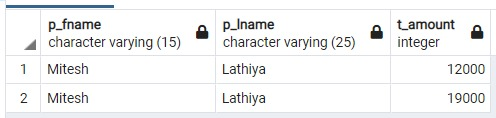 p_fname p_lname t_amount
character varying (15) character varying (25) integer
1 Mitesh Lathiya 12000
2 Mitesh Lathiya 19000